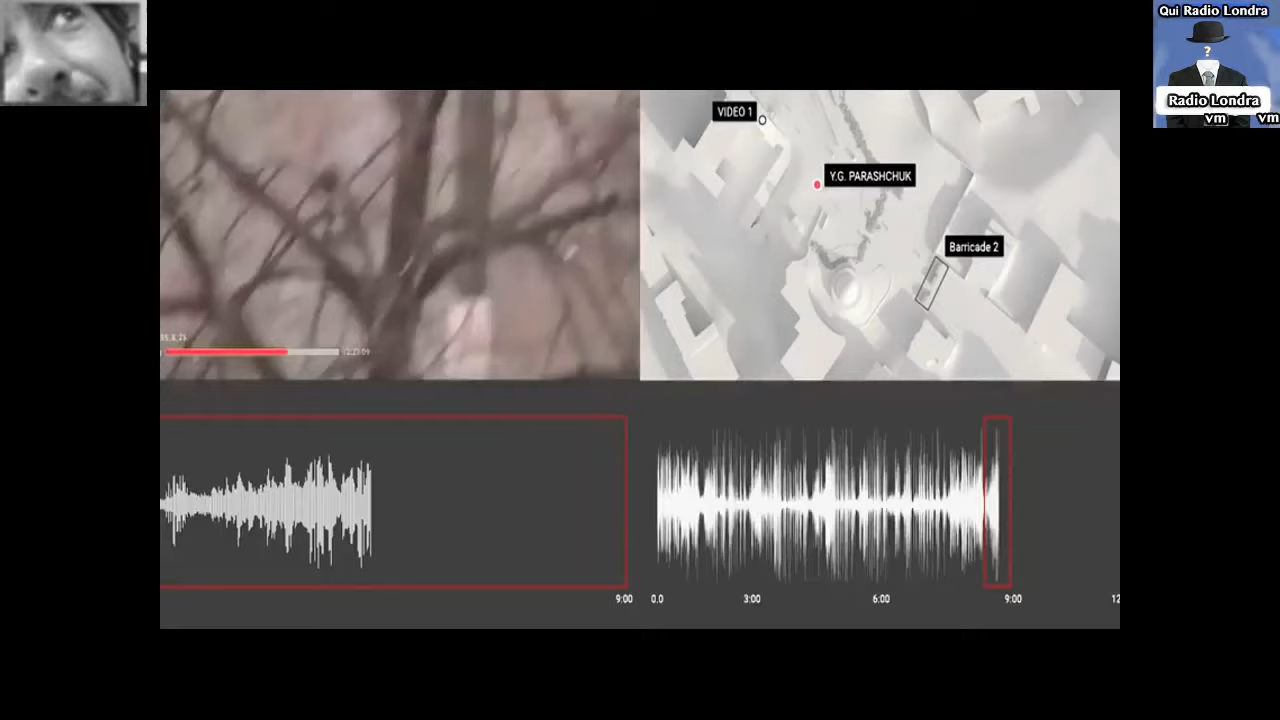 Qui Radio Londra
?
Radio Londra
vm
vm
VIDEO 1
Y.G. PARASHCHUK
Barricade 2
9:00
0.0
3:00
6:00
9:00
12